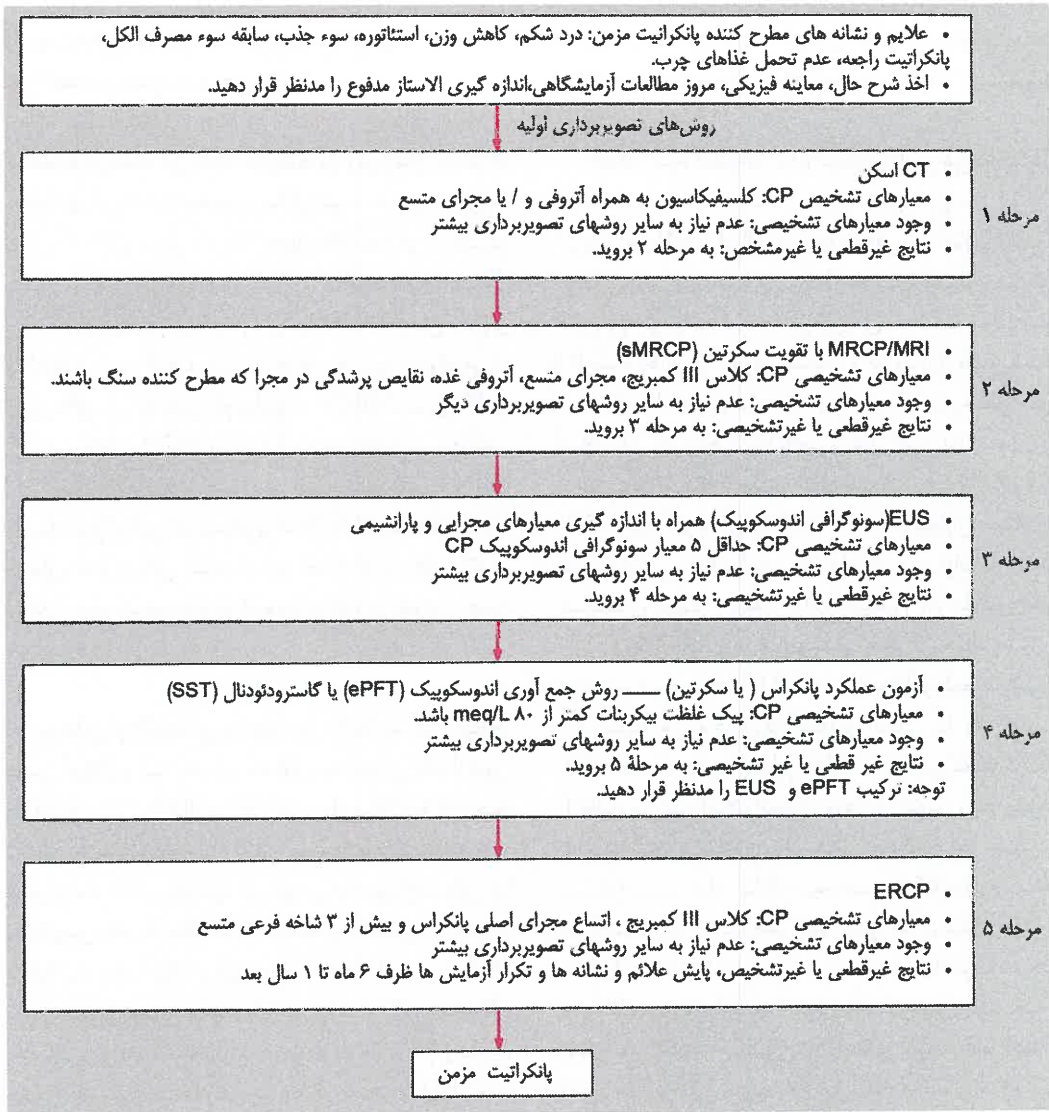 • علایم و نشانه های مطرح کننده پانکراتیت مزمن: درد شکم، کاهش وزن، استئاتوره، سوء جذب، سابقه سوء مصرف الکل،
پانکراتیت راجعه، عدم تحمل غذاهای چرب.
• اخذ شرح حال، معاینه فیزیکی، مروز مطالعات آزمایشگاهی،اندازه گیری الاستاز مدفوع را مدنظر قرار دهید.
روش‌های تصویربرداری اولیه
مرحله ۱
• CT اسکن
• معیارهای تشخیص CP: کلسیفیکاسیون به همراه آتروفی و / یا مجرای متسع
• وجود معیارهای تشخیصی: عدم نیاز به سایر روشهای تصویربرداری بیشتر
• نتایج غیرقطعی یا غیرمشخص: به مرحله ۲ بروید.
مرحله ۲
• MRCP/MRI با تقویت سکرتین (sMRCP)
• معیارهای تشخیصی CP: کلاس III کمبریج، مجرای متسع، آتروفی غده، نقایص پرشدگی در مجرا که مطرح کننده سنگ باشند.
• وجود معیارهای تشخیصی: عدم نیاز به سایر روشهای تصویربرداری دیگر
• نتایج غیرقطعی یا غیرتشخیصی: به مرحله ۳ بروید.
مرحله ۳
• EUS(سونوگرافی اندوسکوپیک) همراه با اندازه گیری معیارهای مجرایی و پارانشیمی
• معیارهای تشخیصی CP: حداقل ۵ معیار سونوگرافی اندوسکوپیک CP
• وجود معیارهای تشخیصی: عدم نیاز به سایر روشهای تصویربرداری بیشتر
• نتایج غیرقطعی یا غیرتشخیصی: به مرحله ۴ بروید.
مرحله ۴
• آزمون عملکرد پانکراس ( یا سکرتین) ــــــ روش جمع آوری اندوسکوپیک (ePFT) یا گاسترودئودنال (SST)
• معیارهای تشخیصی CP: پیک غلظت بیکربنات کمتر از ۸۰ meq/L باشد.
• وجود معیارهای تشخیصی: عدم نیاز به سایر روشهای تصویربرداری بیشتر
• نتایج غیر قطعی یا غیر تشخیصی: به مرحلهٔ ۵ بروید.
توجه: ترکیب ePFT و EUS را مدنظر قرار دهید.
مرحله ۵
• ERCP
• معیارهای تشخیصی CP: کلاس III کمبریج ، اتساع مجرای اصلی پانکراس و بیش از ۳ شاخه فرعی متسع
• وجود معیارهای تشخیصی: عدم نیاز به سایر روشهای تصویربرداری بیشتر
• نتایج غیرقطعی یا غیرتشخیص، پایش علائم و نشانه ها و تکرار آزمایش ها ظرف ۶ ماه تا ۱ سال بعد
پانکراتیت مزمن